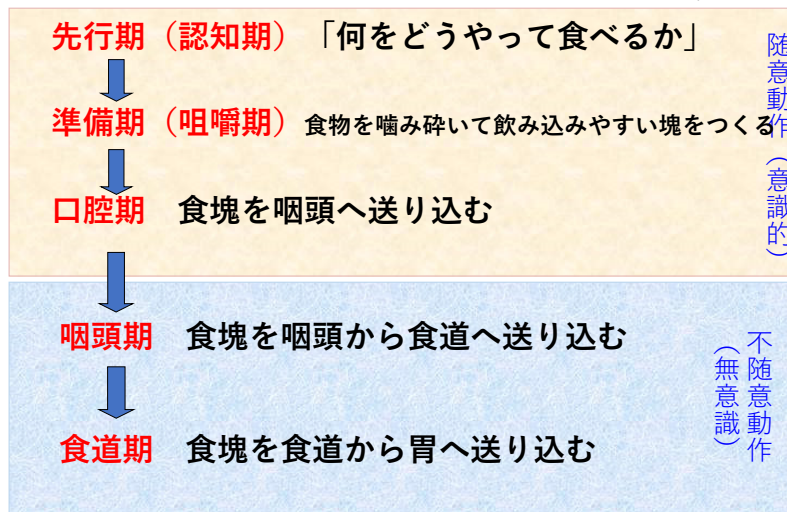 先行期（認知期）「何をどうやって食べるか」
準備期（咀嚼期）食物を噛み砕いて飲み込みやすい塊をつくる
口腔期　食塊を咽頭へ送り込む
随意動作（意識的）
咽頭期　食塊を咽頭から食道へ送り込む
食道期　食塊を食道から胃へ送り込む
不随意動作
（無意識）